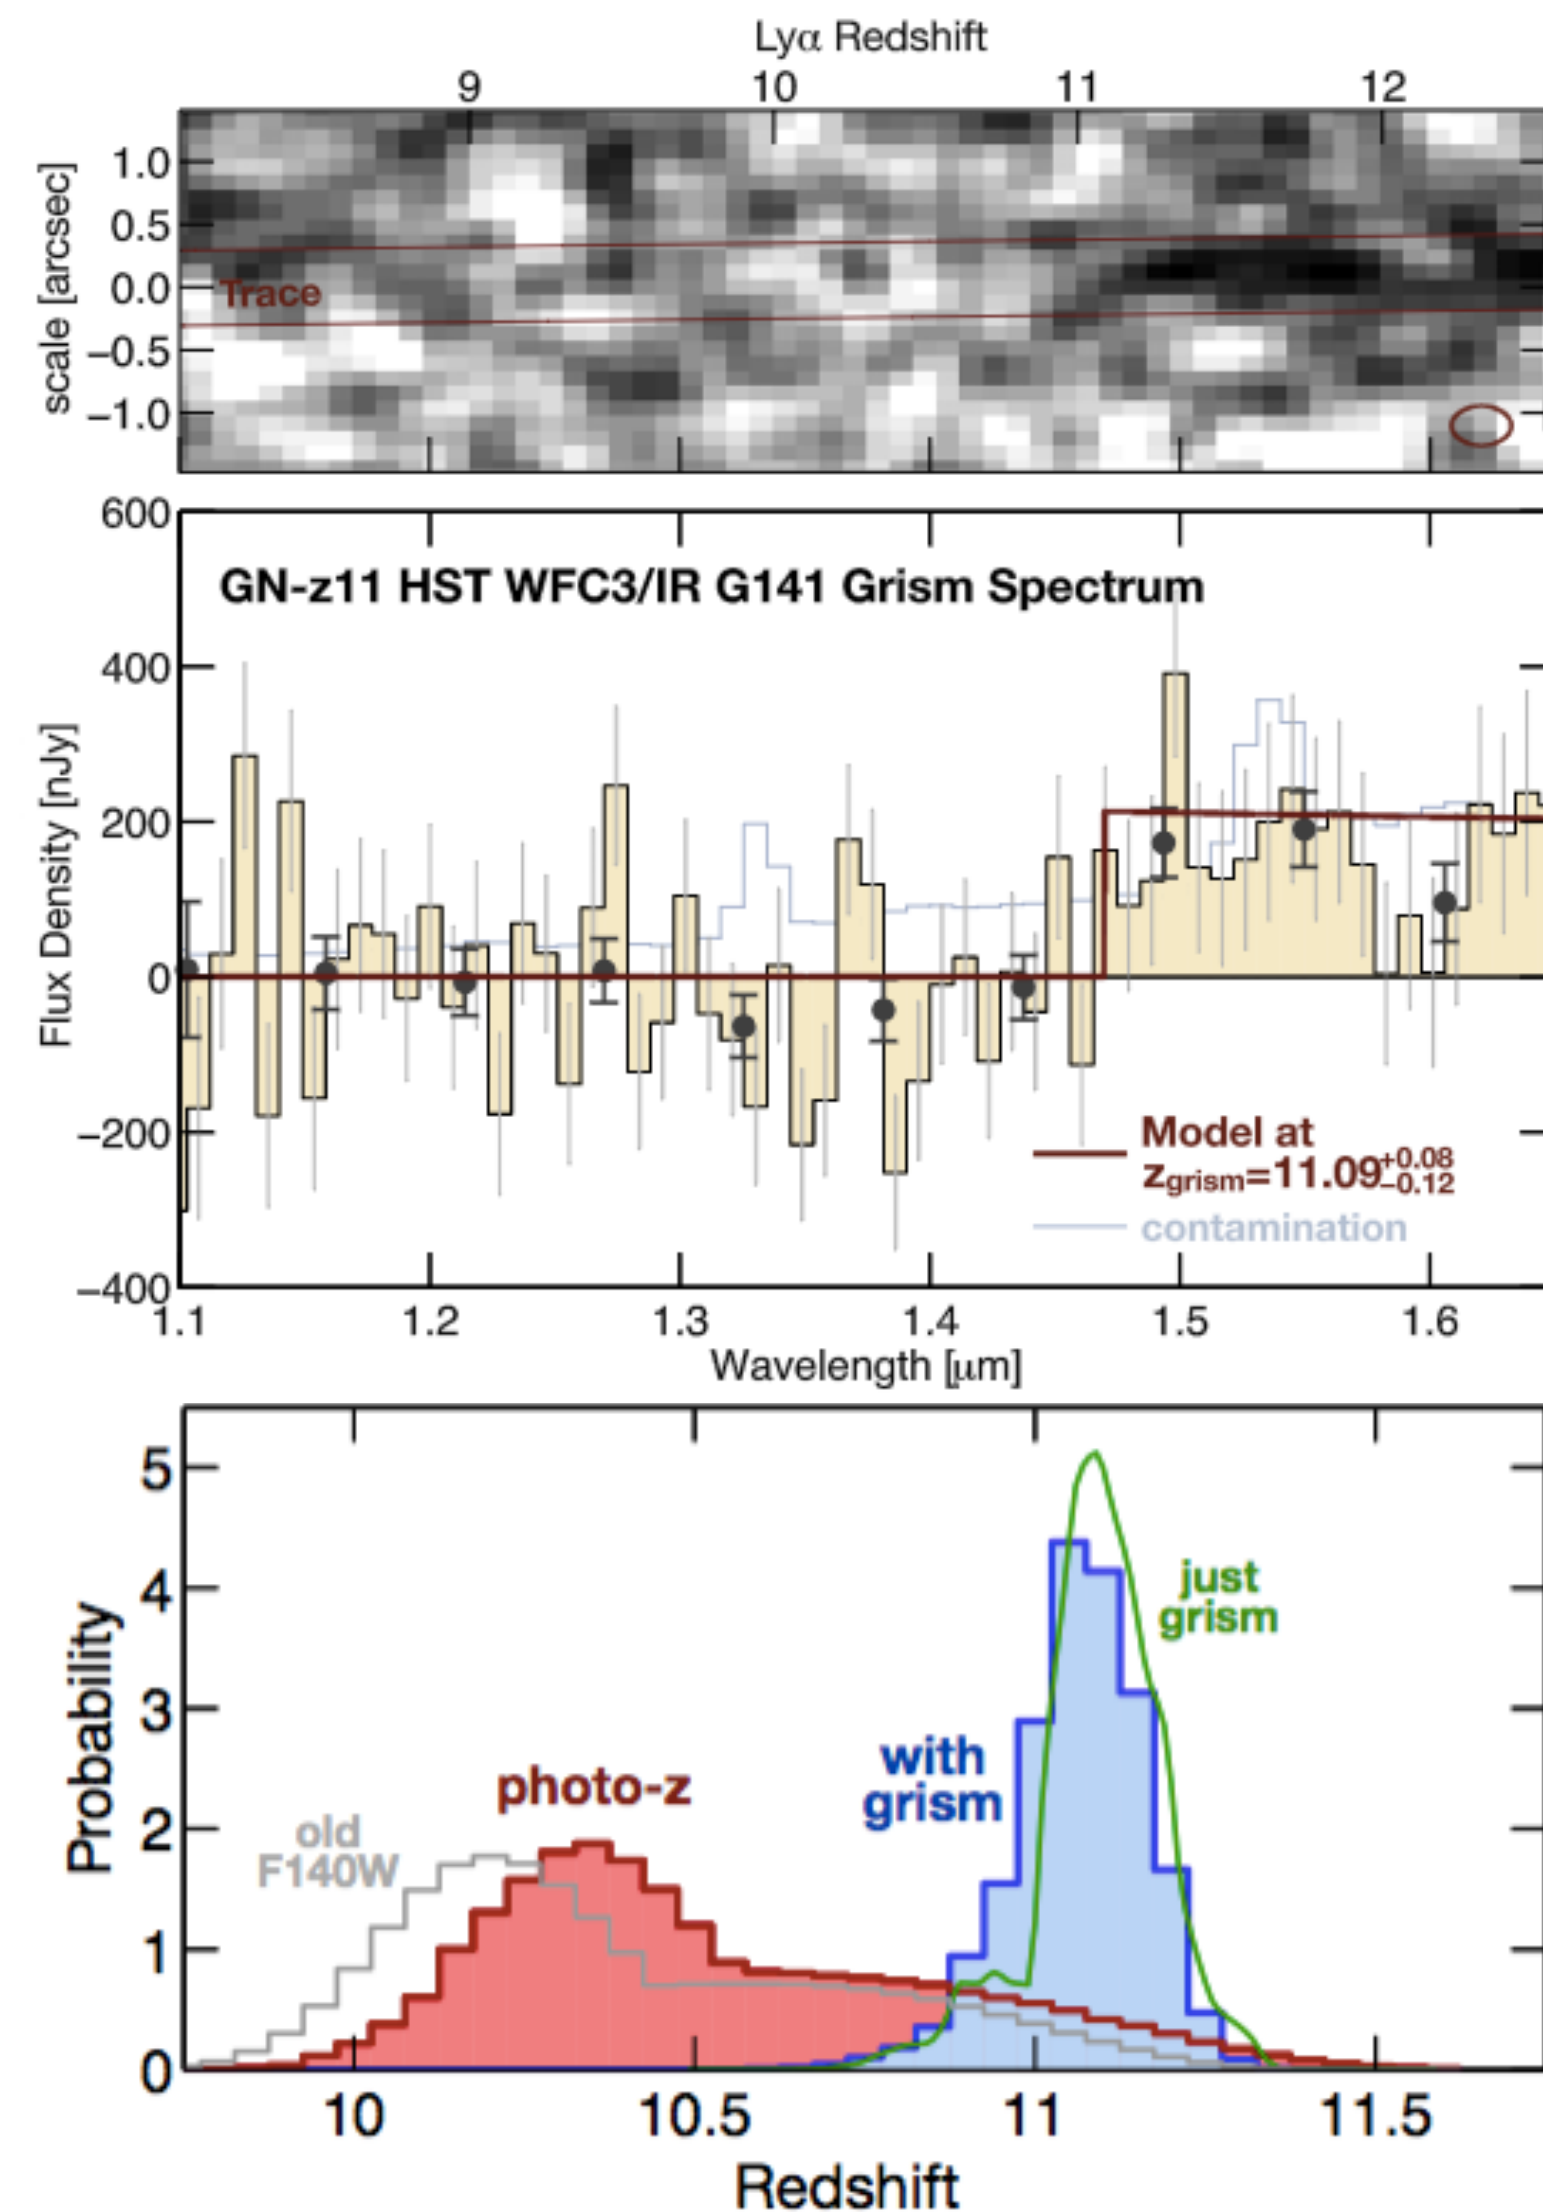 Lyα Redshift
9 10 11 12
1.0
0.5
0.0
−0.5
−1.0
scale [arcsec]
Trace
600
400
200
0
−200
−400
Flux Density [nJy]
GN-z11 HST WFC3/IR G141 Grism Spectrum
Model at
zgrism=11.09+0.08−0.12
contamination
1.1 1.2 1.3 1.4 1.5 1.6
Wavelength [μm]
5
4
3
2
1
0
Probability
just
grism
with
grism
photo-z
old
F140W
10 10.5 11 11.5
Redshift